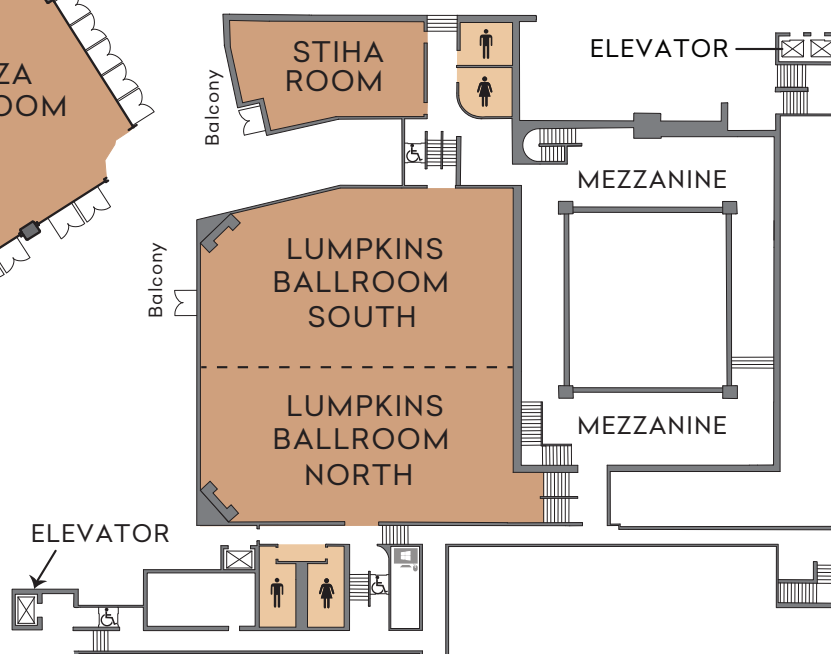 ZA
OOM
STIHA
ROOM
Balcony
ELEVATOR
MEZZANINE
LUMPKINS
BALLROOM
SOUTH
Balcony
LUMPKINS
BALLROOM
NORTH
MEZZANINE
ELEVATOR